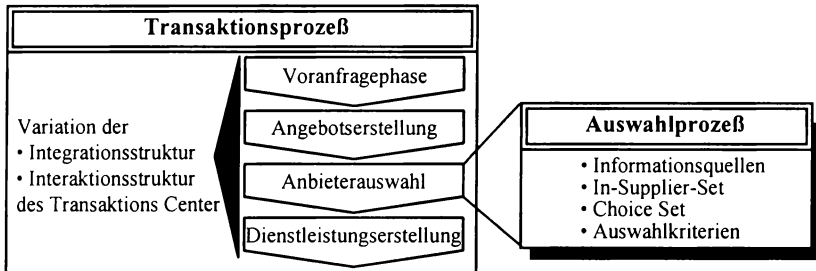 Transaktionsprozeß
Voranfragephase
Angebotserstellung
Anbieterauswahl
Dienstleistungserstellung
Variation der
• Integrationsstruktur
• Interaktionsstruktur
des Transaktions Center
Auswahlprozeß
• Informationsquellen
• In-Supplier-Set
• Choice Set
• Auswahlkriterien